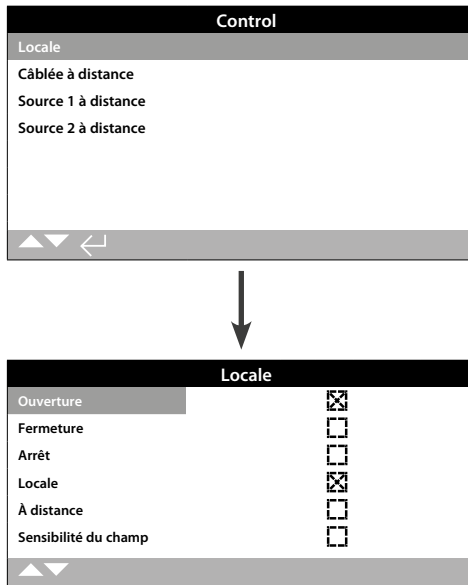 Control
Locale
Câblée à distance
Source 1 à distance
Source 2 à distance
Locale
Ouverture
Fermeture
Arrêt
Locale
À distance
Sensibilité du champ